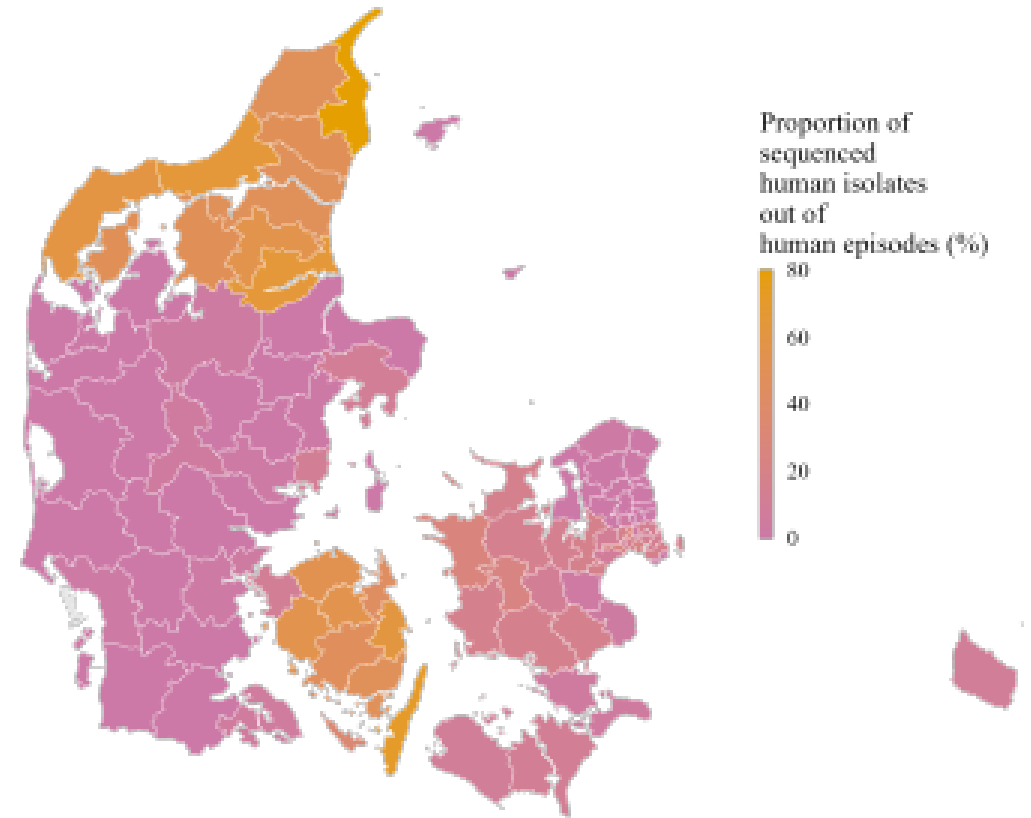 Proportion of
sequenced
human isolates
out of
human episodes (%)
80
60
40
20
0